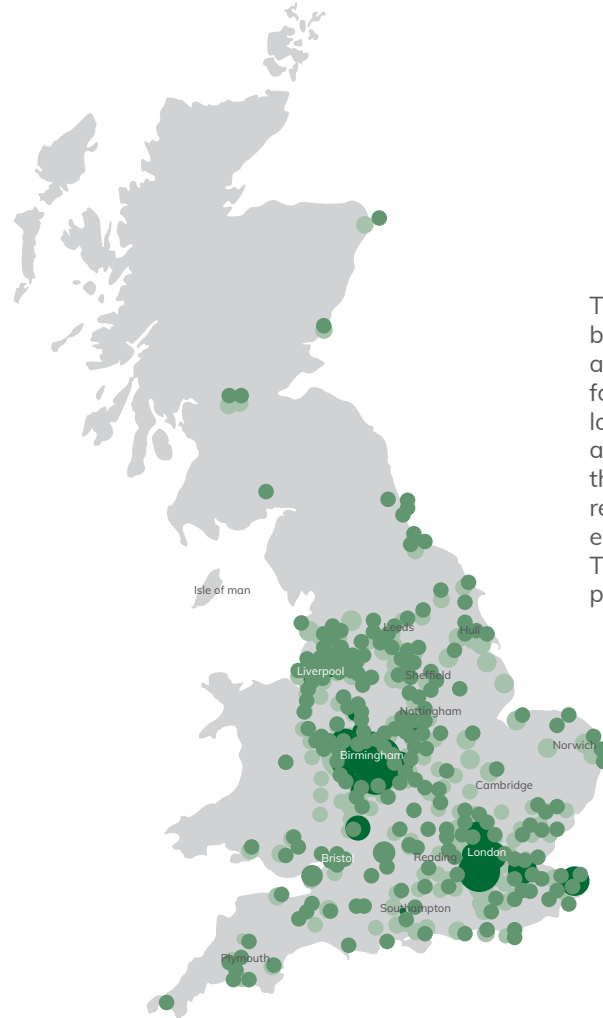 Isle of man
Leeds
Hull
Liverpool
Sheffield
Nottingham
Norwich
Birmingham
Cambridge
London
Bristol
Reading
Southampton
Plymouth